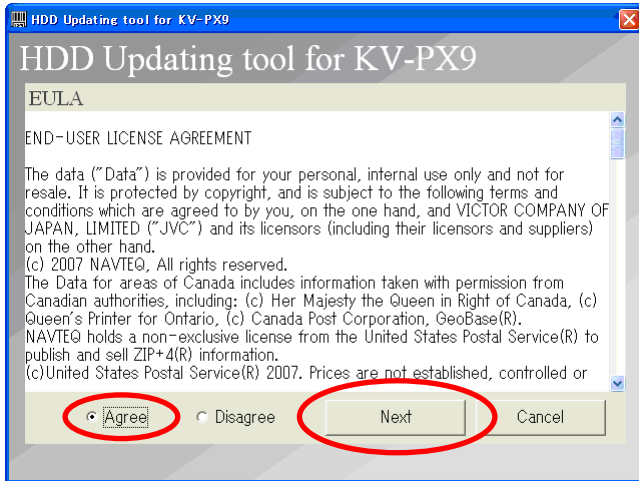 HDD Updating tool for KV-PX9
HDD Updating tool for KV-PX9
EULA
END-USER LICENSE AGREEMENT
The data ("Data") is provided for your personal, internal use only and not for
resale. It is protected by copyright, and is subject to the following terms and
conditions which are agreed to by you, on the one hand, and VICTOR COMPANY OF
JAPAN, LIMITED ("JVC") and its licensors (including their licensors and suppliers)
on the other hand.
(c) 2007 NAVTEQ, All rights reserved.
The Data for areas of Canada includes information taken with permission from
Canadian authorities, including: (c) Her Majesty the Queen in Right of Canada, (c)
Queen's Printer for Ontario, (c) Canada Post Corporation, GeoBase(R).
NAVTEQ holds a non-exclusive license from the United States Postal Service(R) to
publish and sell ZIP+4(R) information.
(c)United States Postal Service(R) 2007. Prices are not established, controlled or
Agree Disagree Next Cancel